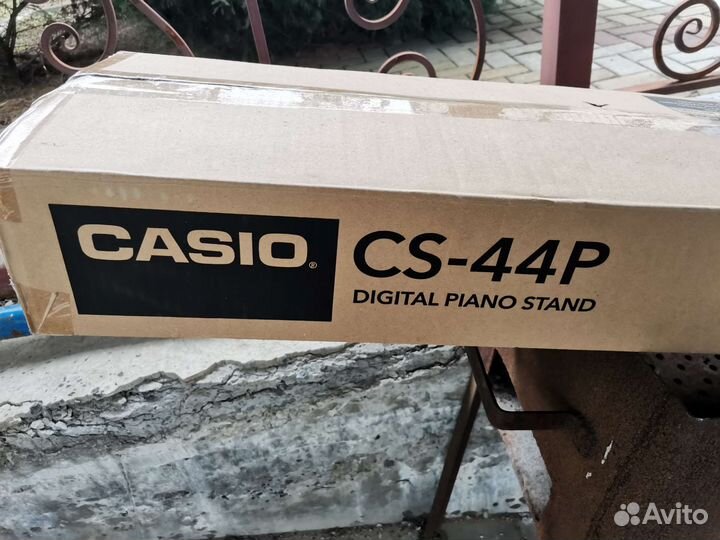 CASIO®
CS-44P
DIGITAL PIANO STAND
Avito